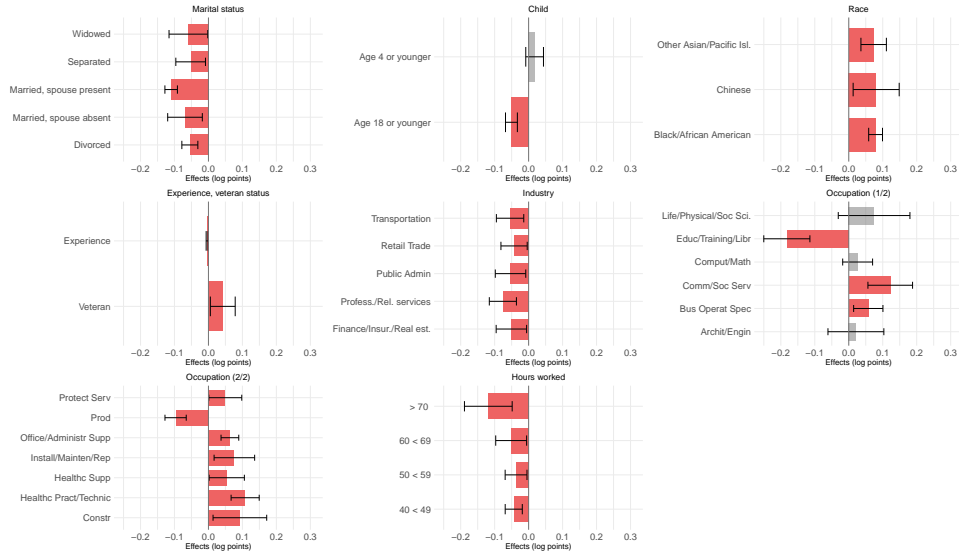 Marital status
Widowed
Separated
Married, spouse present
Married, spouse absent
Divorced
−0.2 −0.1 0.0 0.1 0.2 0.3
Effects (log points)
Child
Age 4 or younger
Age 18 or younger
−0.2 −0.1 0.0 0.1 0.2 0.3
Effects (log points)
Race
Other Asian/Pacific Isl.
Chinese
Black/African American
−0.2 −0.1 0.0 0.1 0.2 0.3
Effects (log points)
Experience, veteran status
Experience
Veteran
−0.2 −0.1 0.0 0.1 0.2 0.3
Effects (log points)
Industry
Transportation
Retail Trade
Public Admin
Profess./Rel. services
Finance/Insur./Real est.
−0.2 −0.1 0.0 0.1 0.2 0.3
Effects (log points)
Occupation (1/2)
Life/Physical/Soc Sci.
Educ/Training/Libr
Comput/Math
Comm/Soc Serv
Bus Operat Spec
Archit/Engin
−0.2 −0.1 0.0 0.1 0.2 0.3
Effects (log points)
Occupation (2/2)
Protect Serv
Prod
Office/Administr Supp
Install/Mainten/Rep
Healthc Supp
Healthc Pract/Technic
Constr
−0.2 −0.1 0.0 0.1 0.2 0.3
Effects (log points)
Hours worked
> 70
60 < 69
50 < 59
40 < 49
−0.2 −0.1 0.0 0.1 0.2 0.3
Effects (log points)